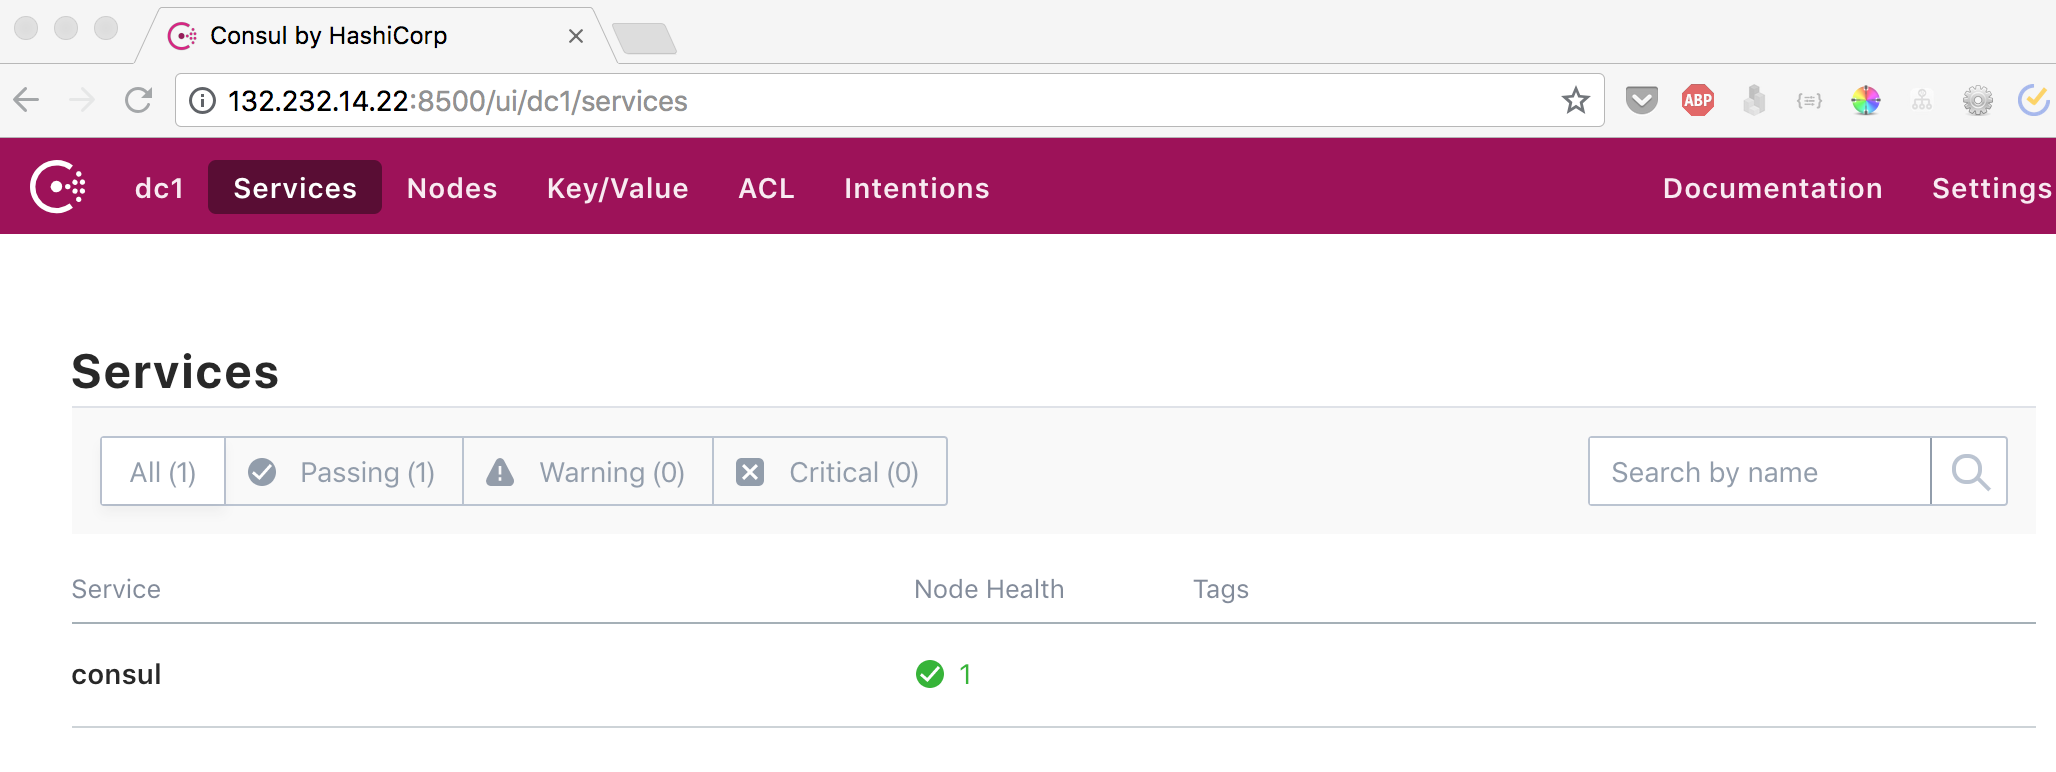 Consul by HashiCorp
132.232.14.22:8500/ui/dc1/services
ABP
dc1 Services Nodes Key/Value ACL Intentions Documentation Settings
Services
All (1) Passing (1) Warning (0) Critical (0) Search by name
Service Node Health Tags
consul 1